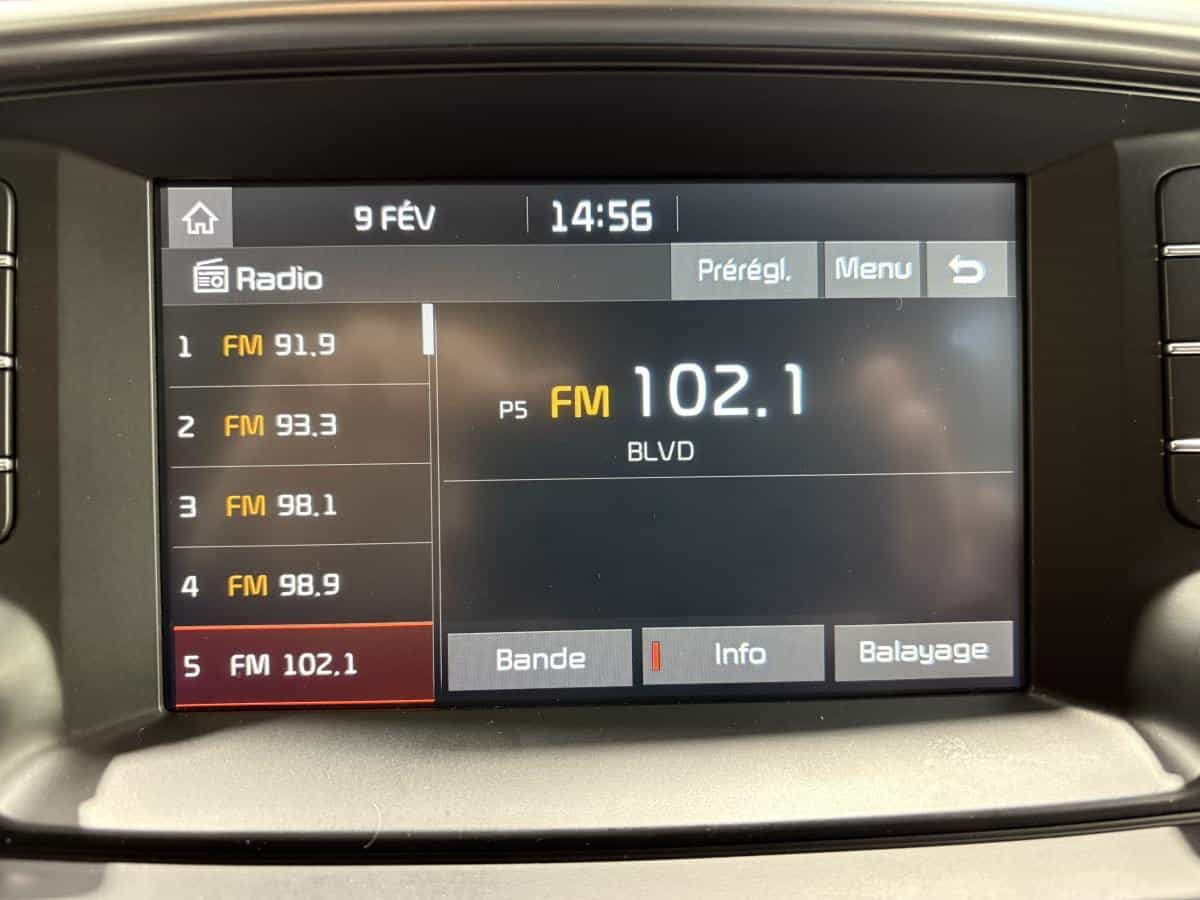 9 FÉV 14:56
Radio Prérégl. Menu
1 FM 91.9
2 FM 93.3
3 FM 98.1
4 FM 98.9
5 FM 102.1
P5 FM 102.1
BLVD
Bande Info Balayage